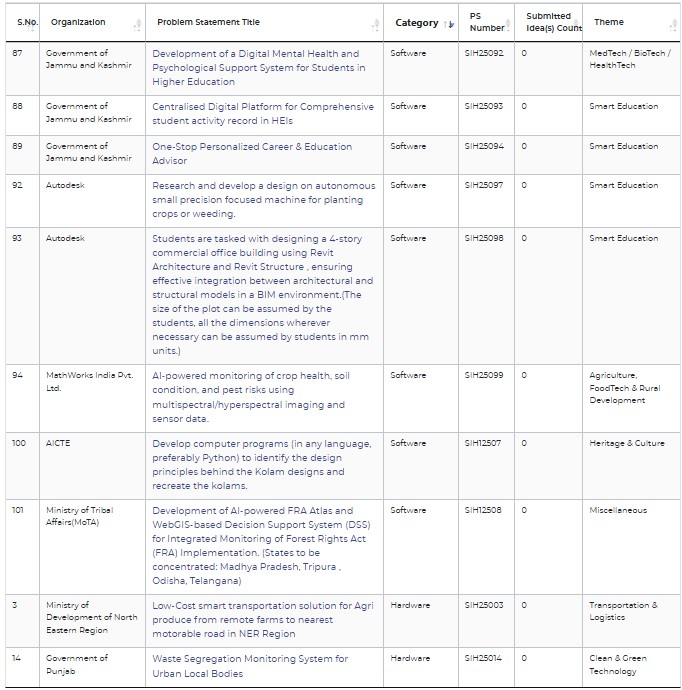 S.No. Organization Problem Statement Title Category PS Number Submitted Idea(s) Count Theme
87 Government of Jammu and Kashmir Development of a Digital Mental Health and Psychological Support System for Students in Higher Education Software SIH25092 0 MedTech / BioTech / HealthTech
88 Government of Jammu and Kashmir Centralised Digital Platform for Comprehensive student activity record in HEIs Software SIH25093 0 Smart Education
89 Government of Jammu and Kashmir One-Stop Personalized Career & Education Advisor Software SIH25094 0 Smart Education
92 Autodesk Research and develop a design on autonomous small precision focused machine for planting crops or weeding. Software SIH25097 0 Smart Education
93 Autodesk Students are tasked with designing a 4-story commercial office building using Revit Architecture and Revit Structure , ensuring effective integration between architectural and structural models in a BIM environment.(The size of the plot can be assumed by the students, all the dimensions wherever necessary can be assumed by students in mm units.) Software SIH25098 0 Smart Education
94 MathWorks India Pvt. Ltd. AI-powered monitoring of crop health, soil condition, and pest risks using multispectral/hyperspectral imaging and sensor data. Software SIH25099 0 Agriculture, FoodTech & Rural Development
100 AICTE Develop computer programs (in any language, preferably Python) to identify the design principles behind the Kolam designs and recreate the kolams. Software SIH12507 0 Heritage & Culture
101 Ministry of Tribal Affairs(MoTA) Development of AI-powered FRA Atlas and WebGIS-based Decision Support System (DSS) for Integrated Monitoring of Forest Rights Act (FRA) Implementation. (States to be concentrated: Madhya Pradesh, Tripura , Odisha, Telangana) Software SIH12508 0 Miscellaneous
3 Ministry of Development of North Eastern Region Low-Cost smart transportation solution for Agri produce from remote farms to nearest motorable road in NER Region Hardware SIH25003 0 Transportation & Logistics
14 Government of Punjab Waste Segregation Monitoring System for Urban Local Bodies Hardware SIH25014 0 Clean & Green Technology